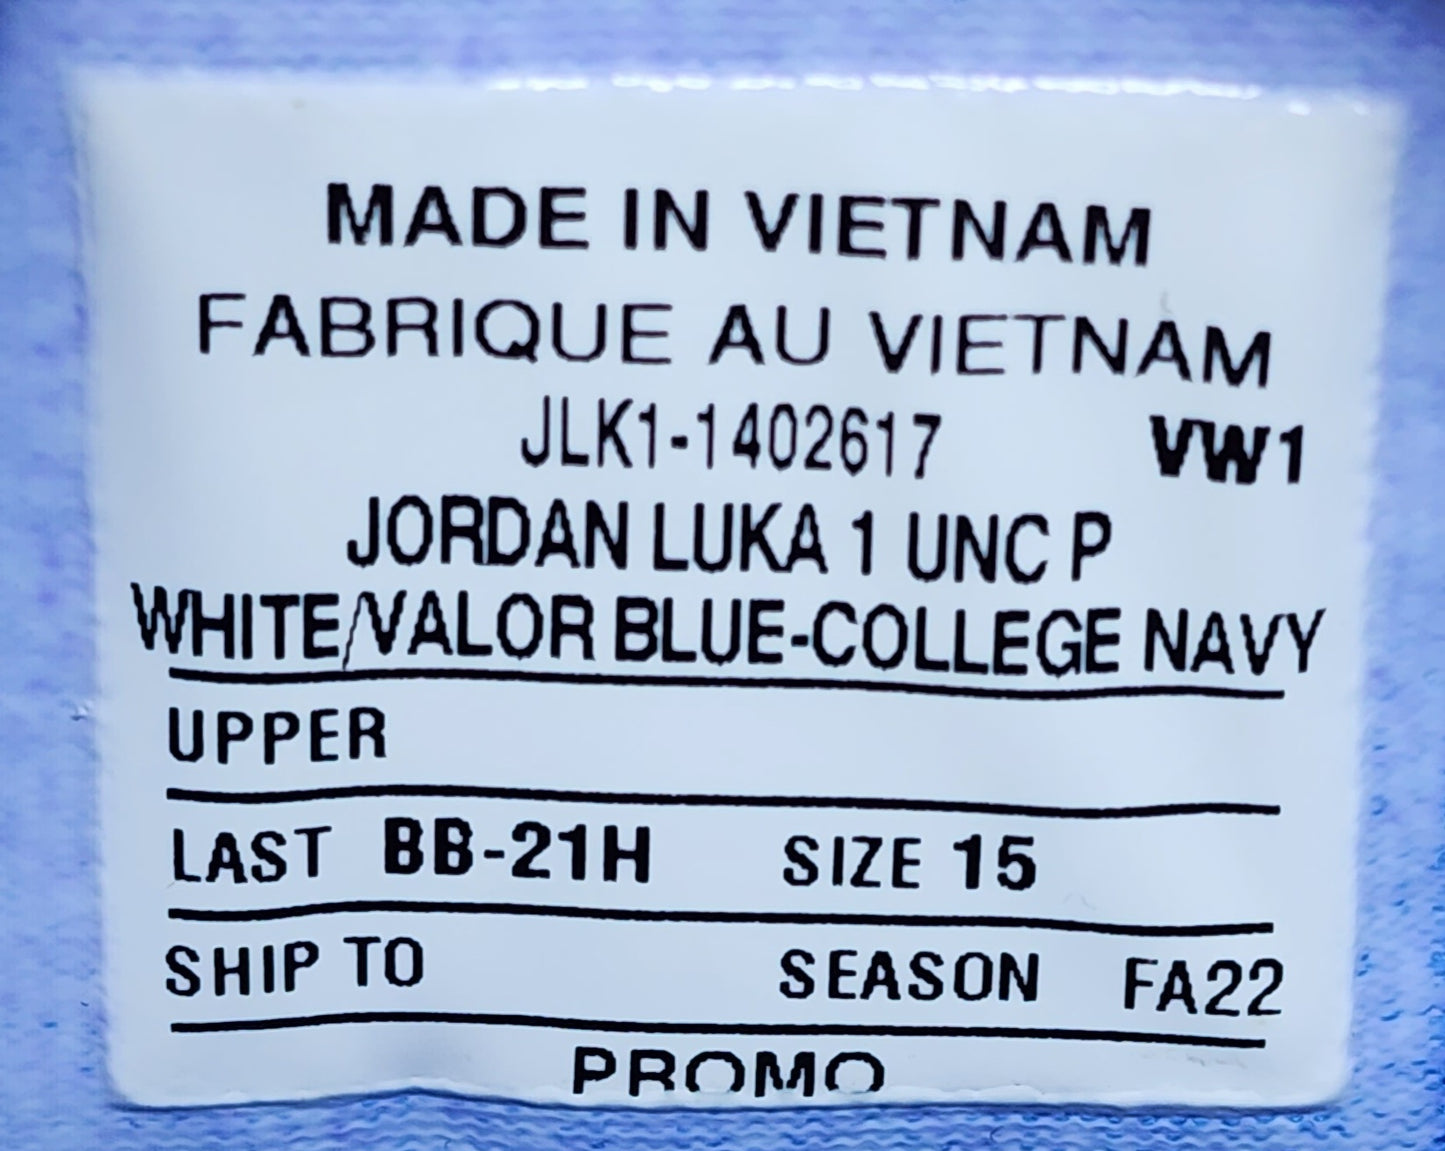 MADE IN VIETNAM
FABRIQUE AU VIETNAM
JLK1-1402617 VW1
JORDAN LUKA 1 UNC P
WHITE/VALOR BLUE-COLLEGE NAVY
UPPER
LAST BB-21H SIZE 15
SHIP TO SEASON FA22
PROMO